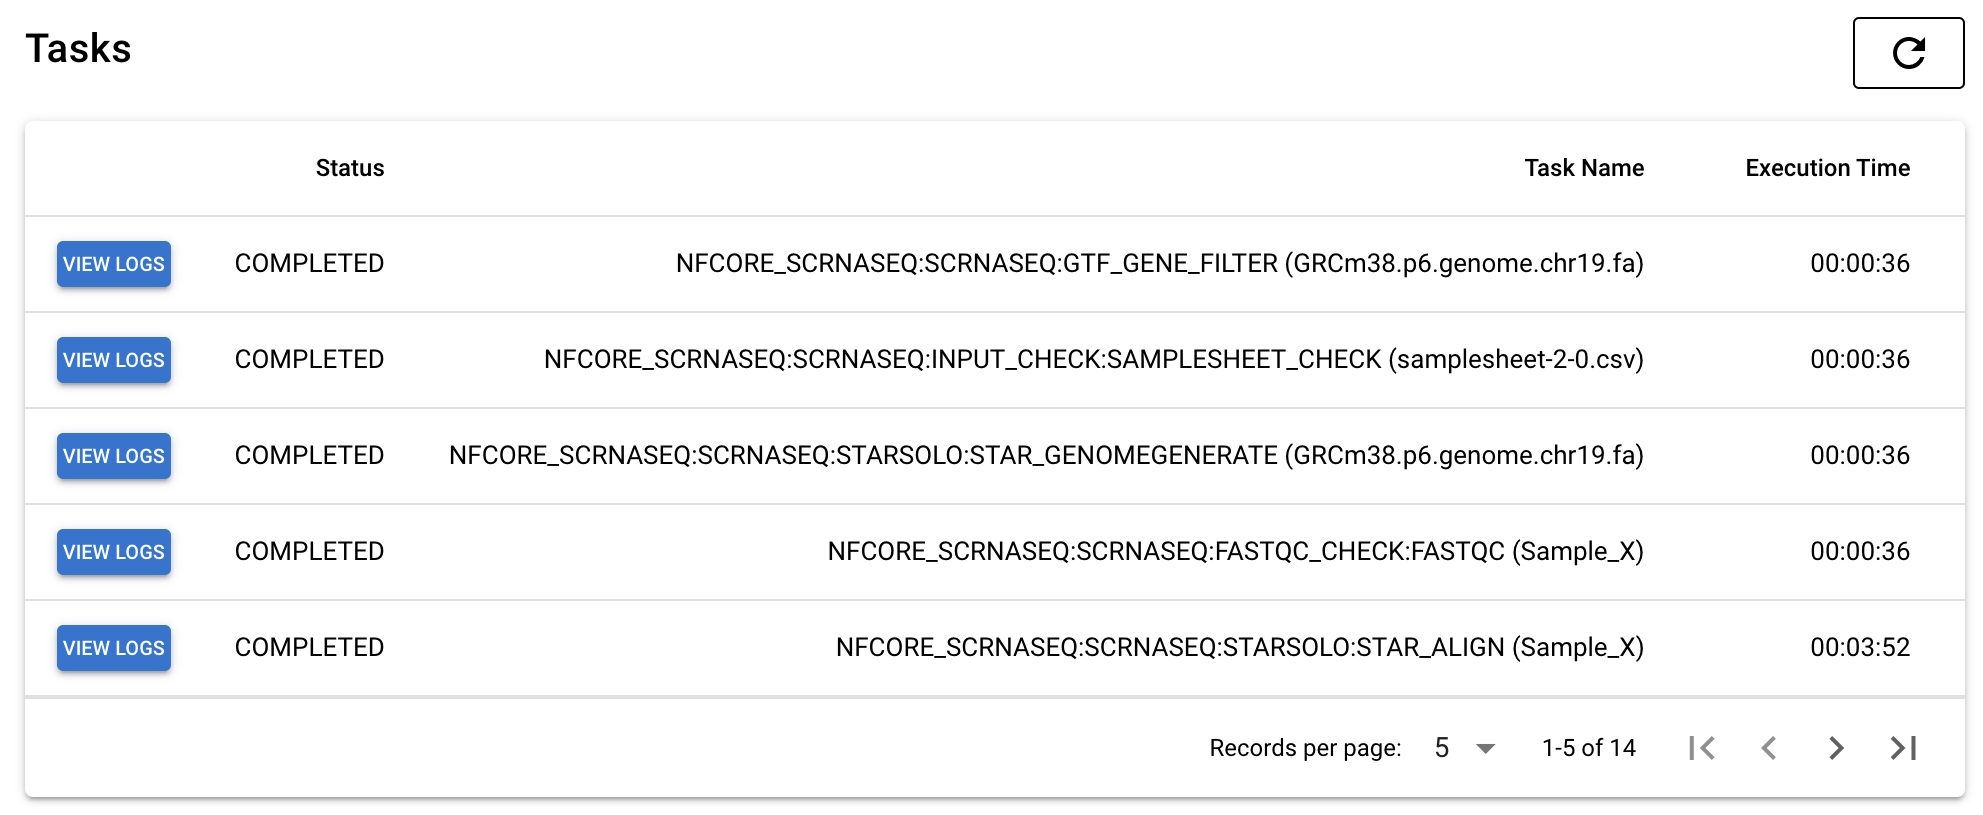 Tasks
Status Task Name Execution Time
VIEW LOGS COMPLETED NFCORE_SCRNASEQ:SCRNASEQ:GTF_GENE_FILTER (GRCm38.p6.genome.chr19.fa) 00:00:36
VIEW LOGS COMPLETED NFCORE_SCRNASEQ:SCRNASEQ:INPUT_CHECK:SAMPLESHEET_CHECK (samplesheet-2-0.csv) 00:00:36
VIEW LOGS COMPLETED NFCORE_SCRNASEQ:SCRNASEQ:STARSOLO:STAR_GENOMEGENERATE (GRCm38.p6.genome.chr19.fa) 00:00:36
VIEW LOGS COMPLETED NFCORE_SCRNASEQ:SCRNASEQ:FASTQC_CHECK:FASTQC (Sample_X) 00:00:36
VIEW LOGS COMPLETED NFCORE_SCRNASEQ:SCRNASEQ:STARSOLO:STAR_ALIGN (Sample_X) 00:03:52
Records per page: 5 1-5 of 14